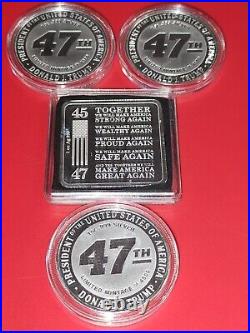 PRESIDENT OF THE UNITED STATES OF AMERICA
47TH
DONALD J. TRUMP
PRESIDENT OF THE UNITED STATES OF AMERICA
47TH
DONALD J. TRUMP
45 TOGETHER
WE WILL MAKE AMERICA
STRONG AGAIN
WE WILL MAKE AMERICA
WEALTHY AGAIN
WE WILL MAKE AMERICA
PROUD AGAIN
WE WILL MAKE AMERICA
SAFE AGAIN
AND YES TOGETHER WE WILL
47 MAKE AMERICA
GREAT AGAIN
PRESIDENT OF THE UNITED STATES OF AMERICA
47TH
LIMITED MINTAGE
DONALD J. TRUMP